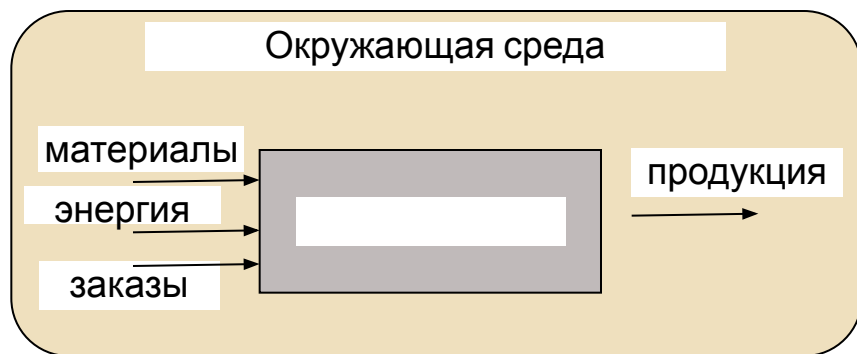 Окружающая среда
материалы
энергия
заказы
продукция